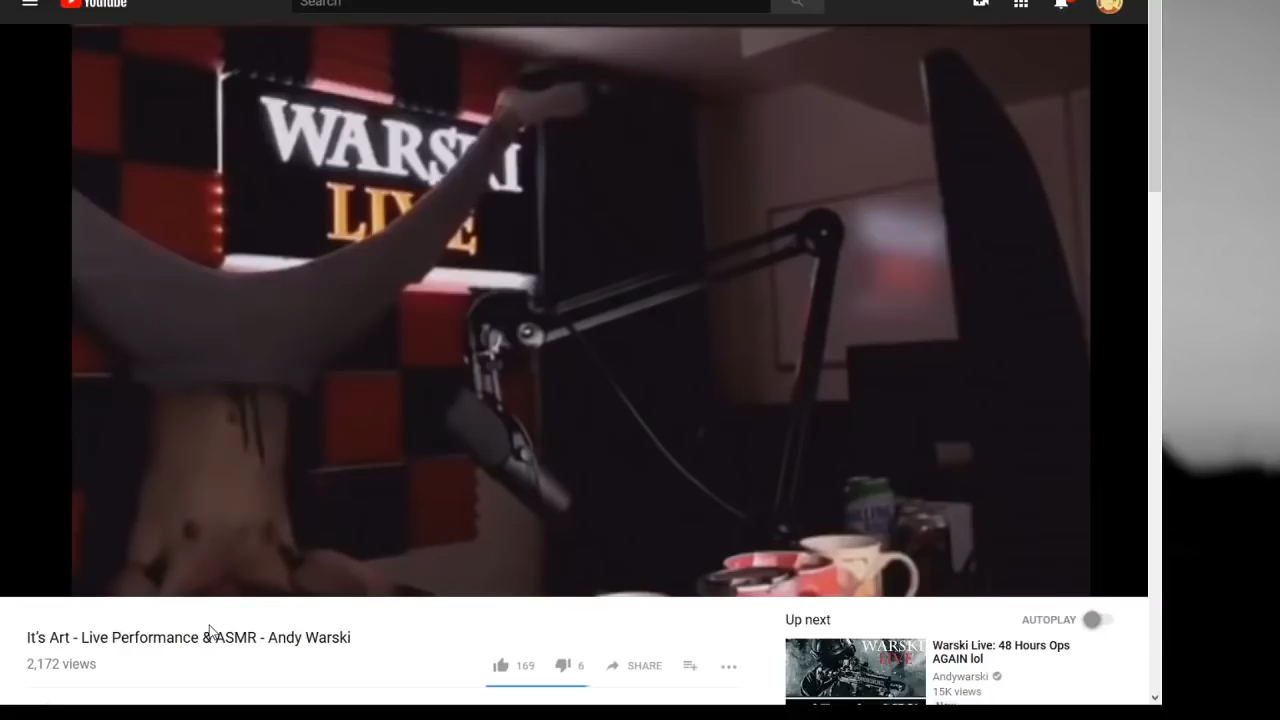 YouTube
Search
WARSKI
LIVE
It's Art - Live Performance & ASMR - Andy Warski
2,172 views
169
6
SHARE
Up next
AUTOPLAY
WARSKI
LIVE
Warski Live: 48 Hours Ops
AGAIN lol
Andywarski
15K views